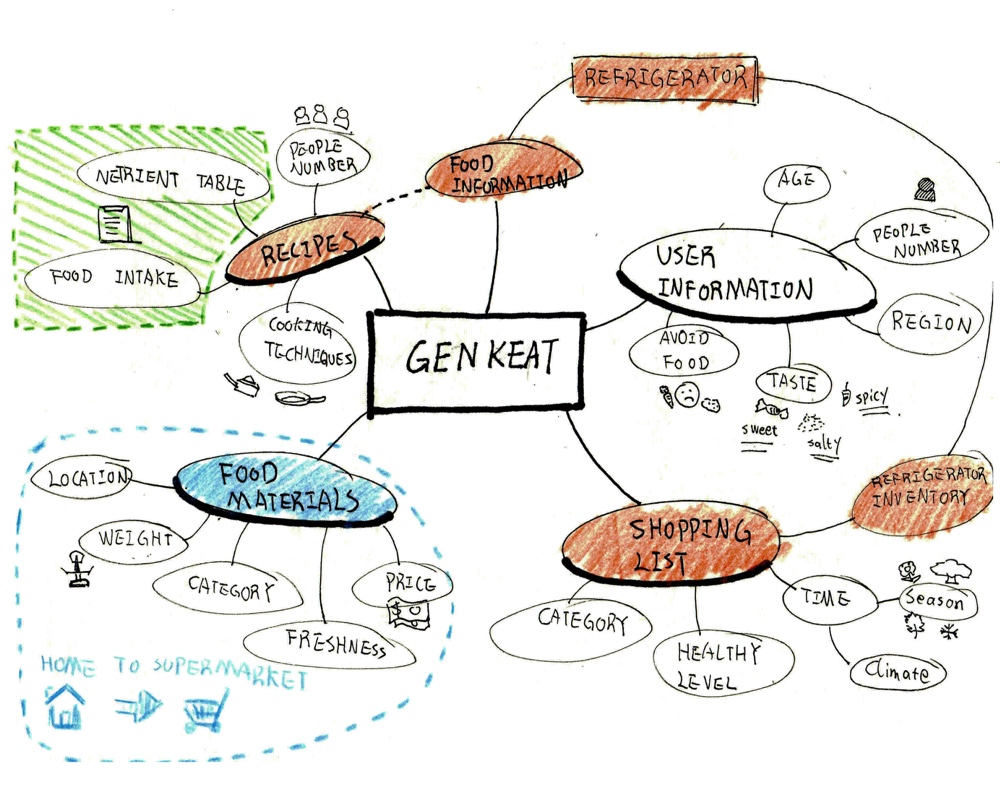 REFRIGERATOR
PEOPLE
NUMBER
FOOD
INFORMATION
NETRIENT TABLE
AGE
PEOPLE
NUMBER
RECIPES
USER
INFORMATION
FOOD INTAKE
REGION
COOKING
TECHNIQUES
GENKEAT
AVOID
FOOD
TASTE
spicy
sweet
salty
LOCATION
FOOD
MATERIALS
REFRIGERATOR
INVENTORY
WEIGHT
SHOPPING
LIST
CATEGORY
PRICE
TIME
Season
FRESHNESS
CATEGORY
HEALTHY
LEVEL
Climate
HOME TO SUPERMARKET